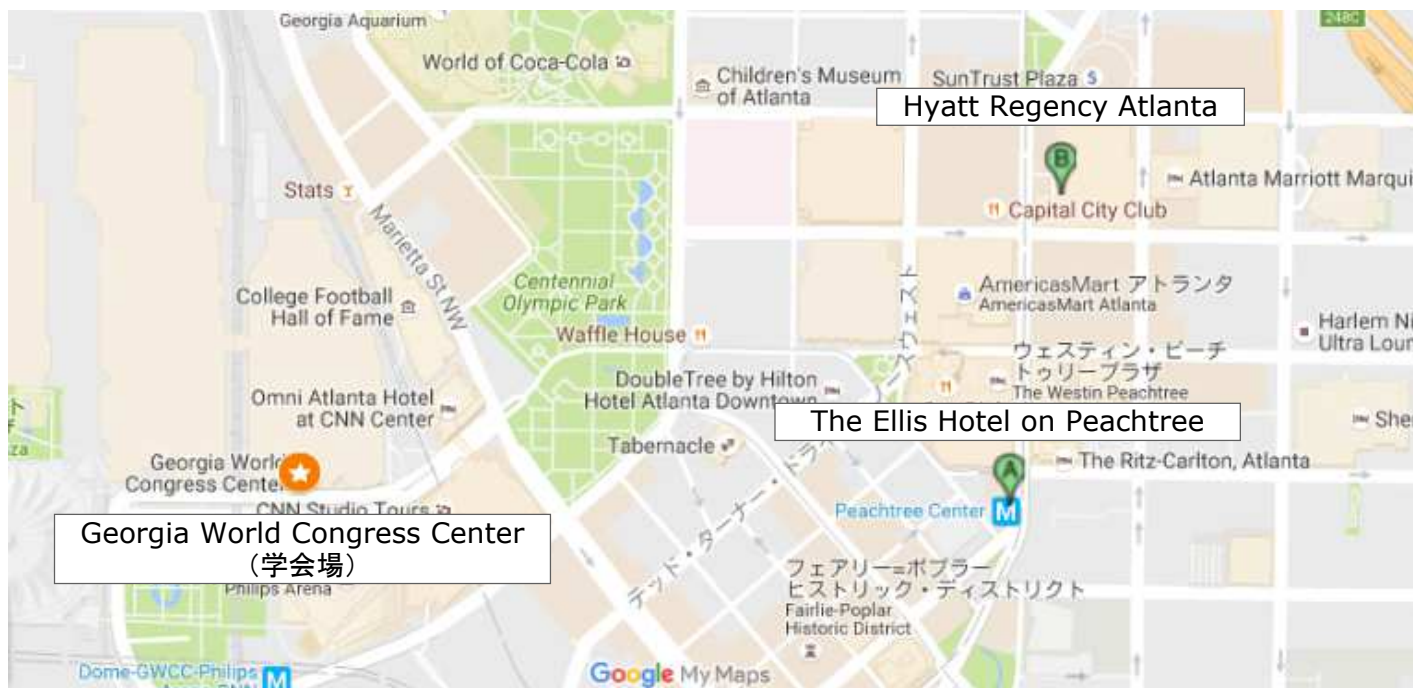 Georgia Aquarium
248C
World of Coca-Cola
Children's Museum
of Atlanta
SunTrust Plaza
Hyatt Regency Atlanta
B
Stats
Atlanta Marriott Marqui
Capital City Club
Marietta St NW
Centennial
Olympic Park
College Football
Hall of Fame
AmericasMart アトランタ
AmericasMart Atlanta
スウェスト
Waffle House
Harlem Ni
Ultra Loun
ウェスティン・ピーチ
トゥリープラザ
The Westin Peachtree
DoubleTree by Hilton
Hotel Atlanta Downtown
Omni Atlanta Hotel
at CNN Center
The Ellis Hotel on Peachtree
She
Tabernacle
Georgia World
Congress Center
A
The Ritz-Carlton, Atlanta
CNN Studio Tours
Peachtree Center
M
Georgia World Congress Center
（学会場）
テッド・ターナー・ドラ
フェアリー=ポプラー
ヒストリック・ディストリクト
Fairlie-Poplar
Historic District
Philips Arena
Dome-GWCC-Philips
M
Google My Maps